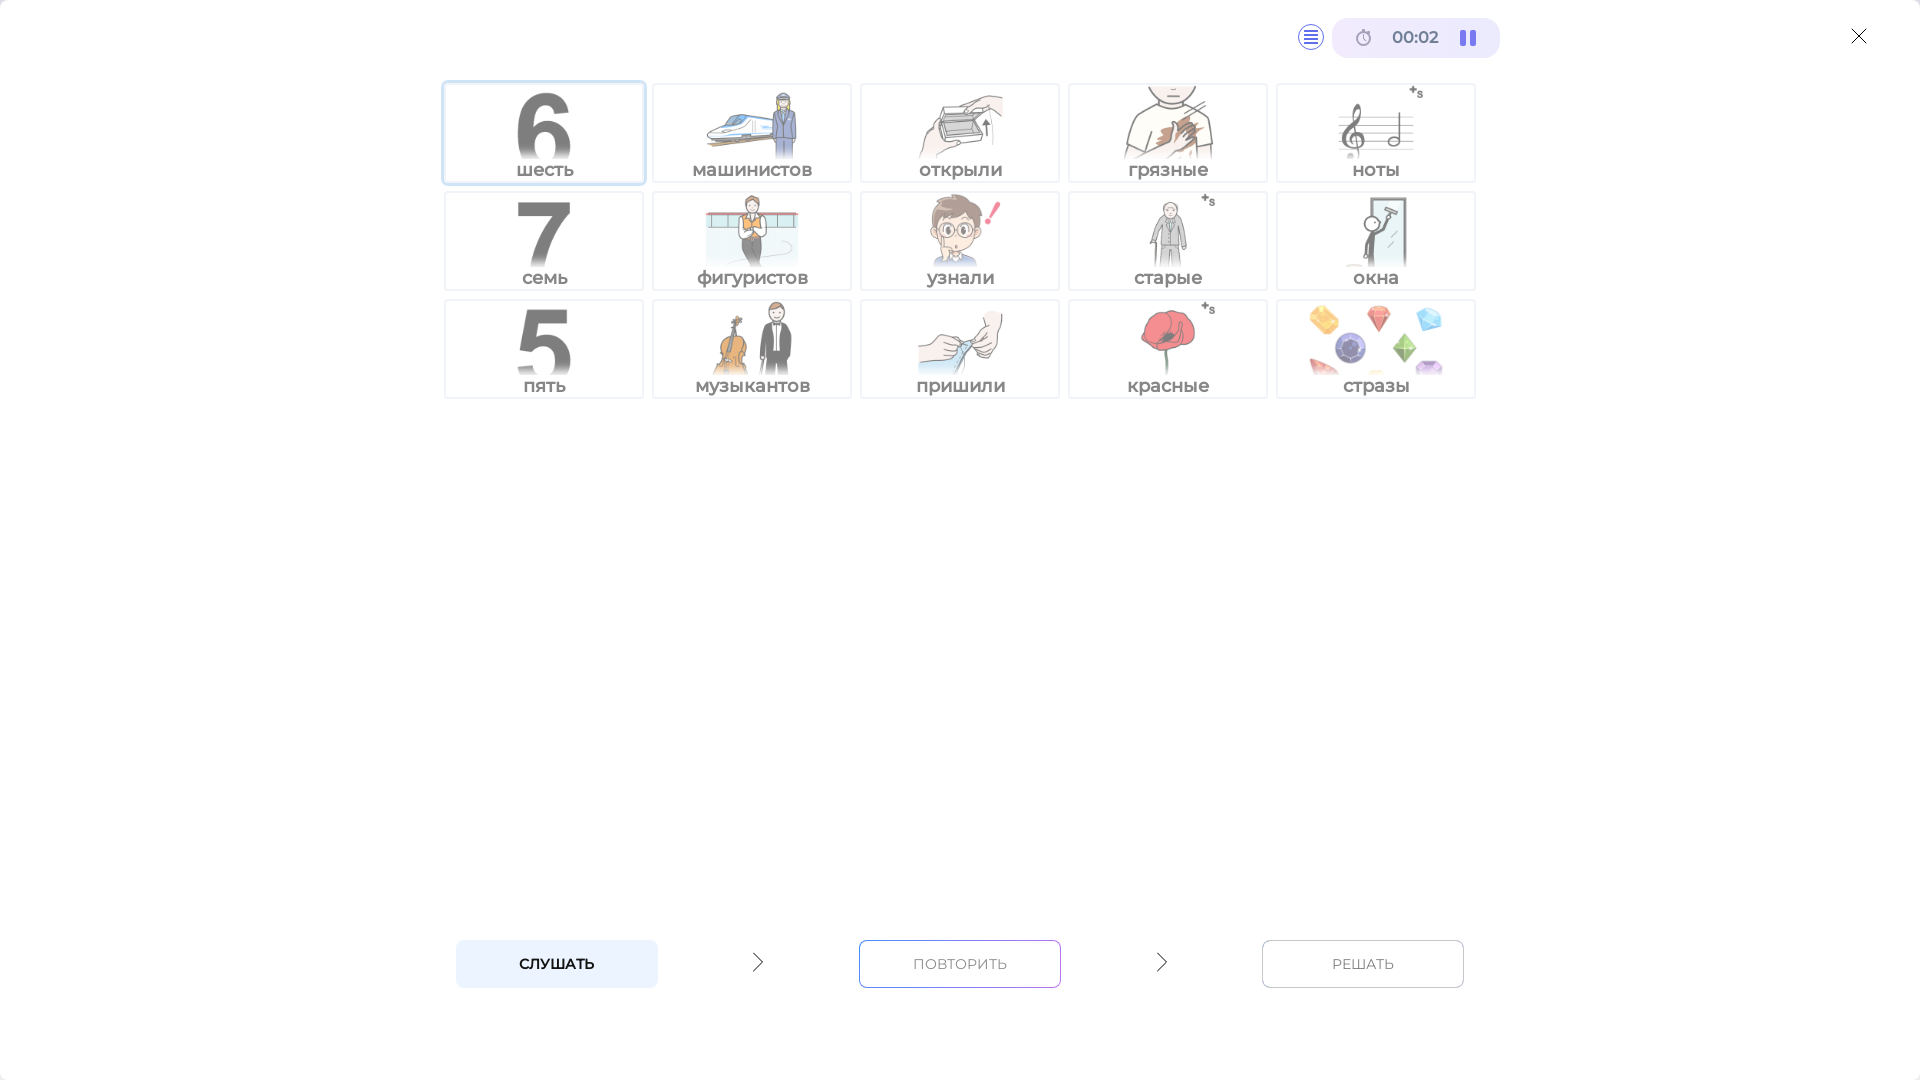 00:02
6
шесть
машинистов
открыли
грязные
+s
ноты
7
семь
фигуристов
узнали
+s
старые
окна
5
пять
музыкантов
пришили
+s
красные
стразы
СЛУШАТЬ
ПОВТОРИТЬ
РЕШАТЬ